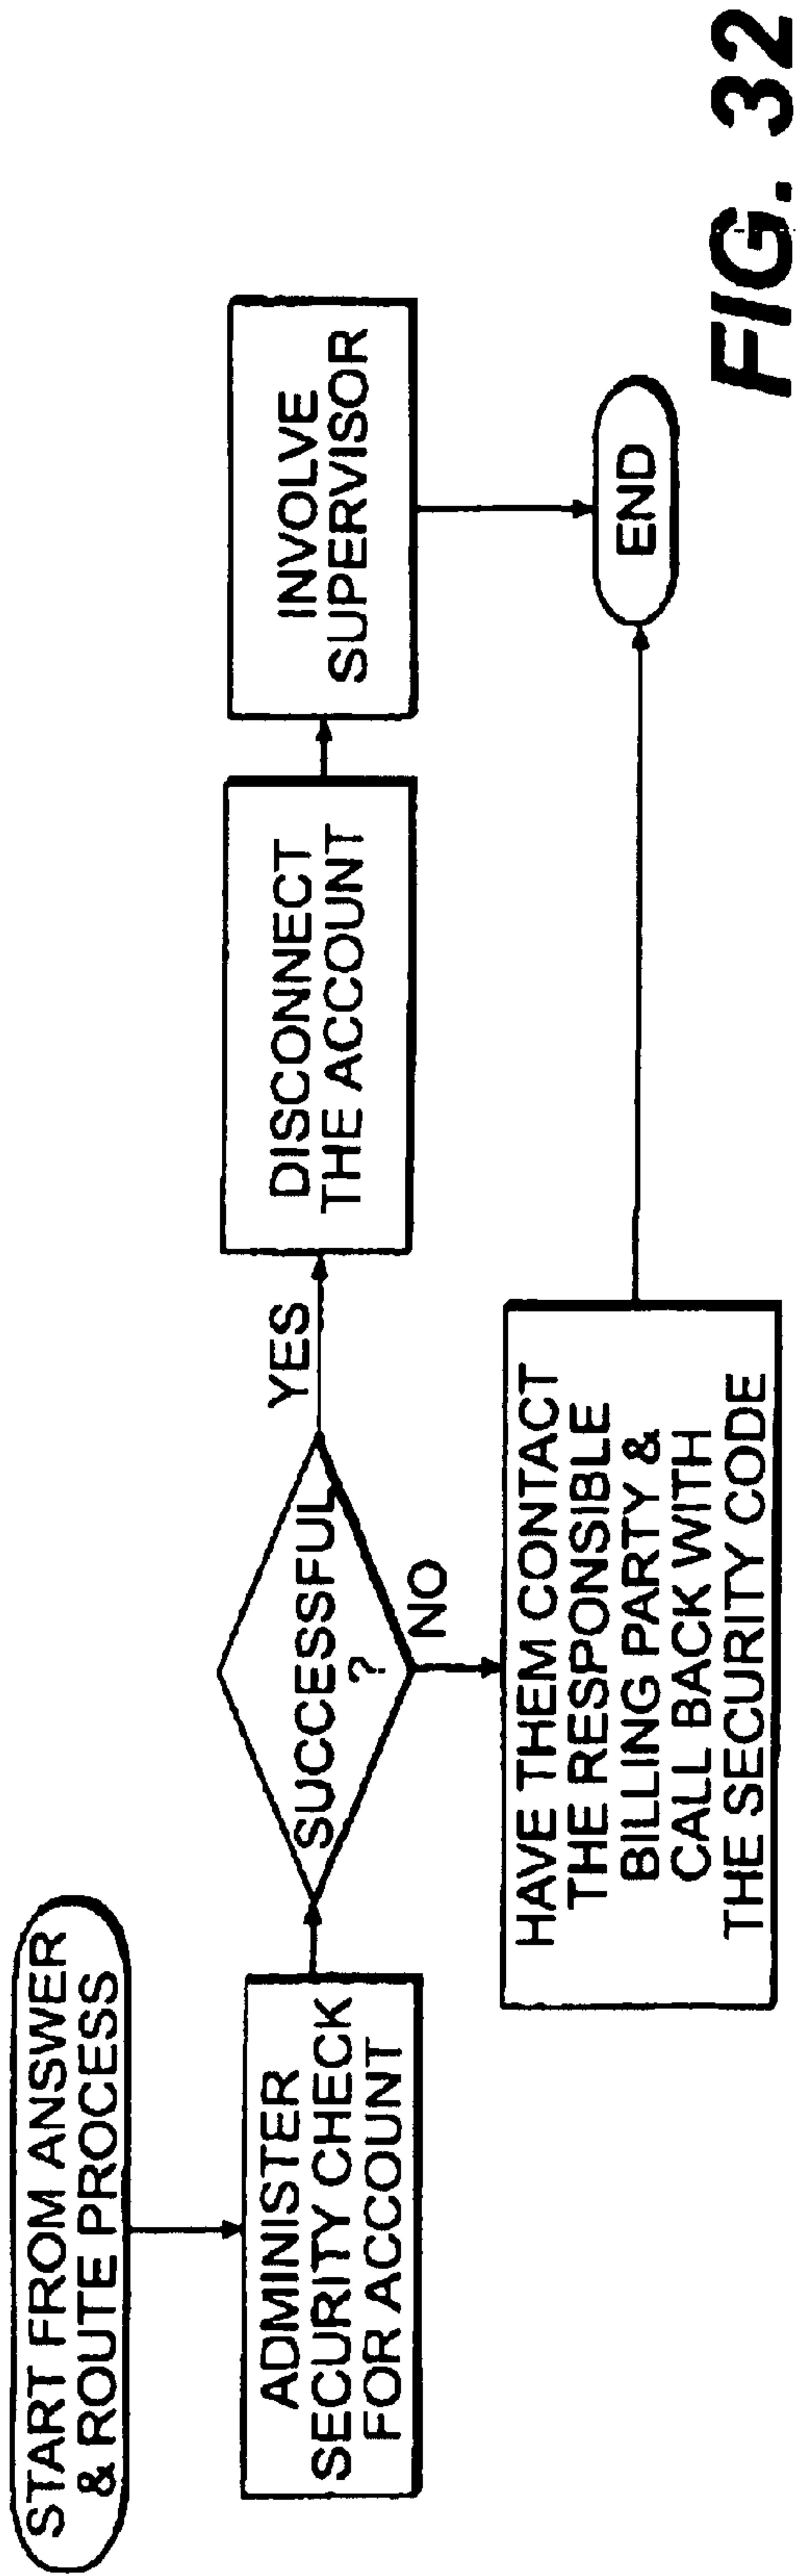 START FROM ANSWER
& ROUTE PROCESS
ADMINISTER
SECURITY CHECK
FOR ACCOUNT
SUCCESSFUL
?
YES
DISCONNECT
THE ACCOUNT
INVOLVE
SUPERVISOR
NO
HAVE THEM CONTACT
THE RESPONSIBLE
BILLING PARTY &
CALL BACK WITH
THE SECURITY CODE
END
FIG. 32